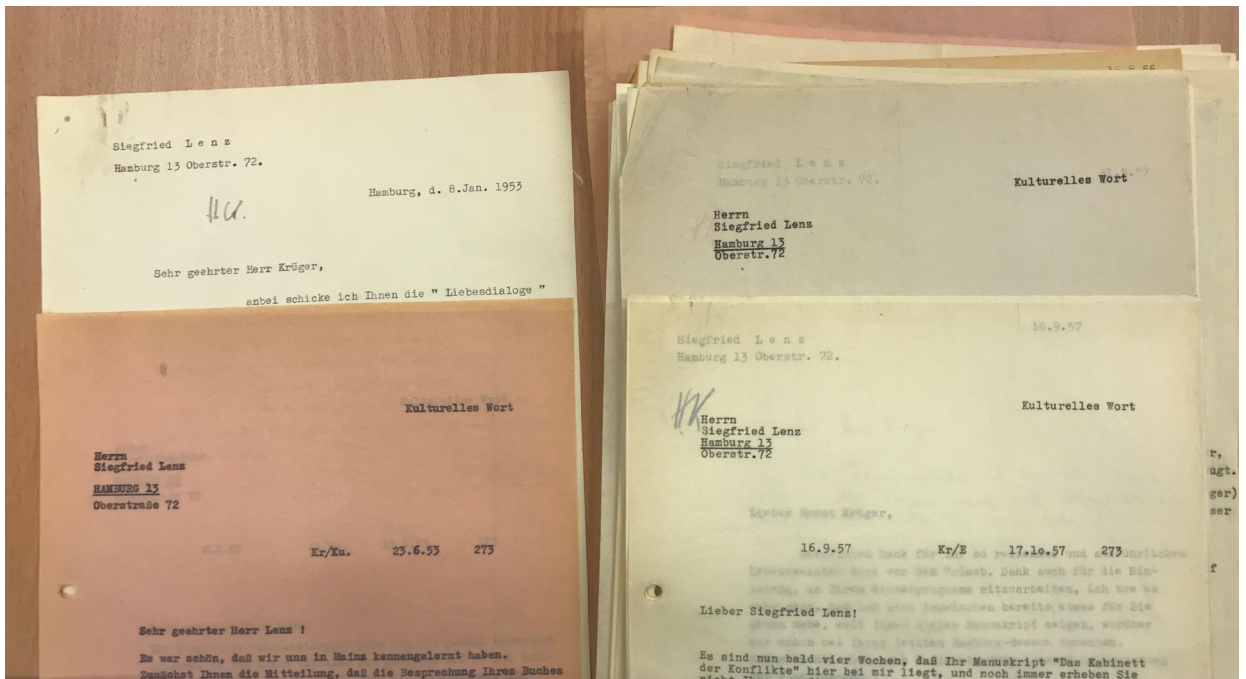 Siegfried L e n z
Hamburg 13 Oberstr. 72.
Hamburg, d. 8.Jan. 1953
HK.
Sehr geehrter Herr Krüger,
anbei schicke ich Ihnen die " Liebesdialoge "
Kulturelles Wort
Herrn
Siegfried Lenz
HAMBURG 13
Oberstraße 72
Kr/Ku. 23.6.53 273
Sehr geehrter Herr Lenz !
Es war schön, daß wir uns in Mainz kennengelernt haben.
Zunächst Ihnen die Mitteilung, daß die Besprechung Ihres Buches
Siegfried L e n z
Hamburg 13 Oberstr. 72.
Kulturelles Wort
Herrn
Siegfried Lenz
Hamburg 13
Oberstr.72
16.9.57
Siegfried L e n z
Hamburg 13 Oberstr. 72.
HK
Kulturelles Wort
Herrn
Siegfried Lenz
Hamburg 13
Oberstr.72
Lieber Horst Krüger,
16.9.57 Kr/E 17.1o.57 273
Lieber Siegfried Lenz!
Es sind nun bald vier Wochen, daß Ihr Manuskript "Das Kabinett
der Konflikte" hier bei mir liegt, und noch immer erheben Sie
r,
ugt.
ger)
ser
f